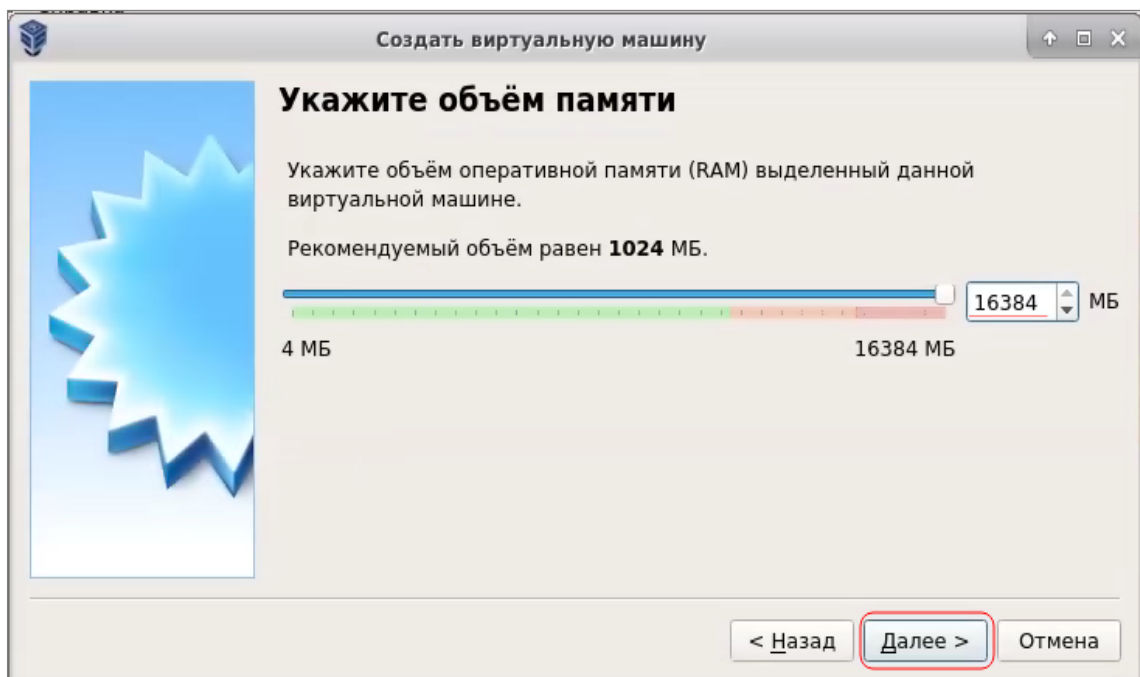 Создать виртуальную машину
Укажите объём памяти
Укажите объём оперативной памяти (RAM) выделенный данной
виртуальной машине.
Рекомендуемый объём равен 1024 МБ.
16384 МБ
4 МБ 16384 МБ
< Назад Далее > Отмена